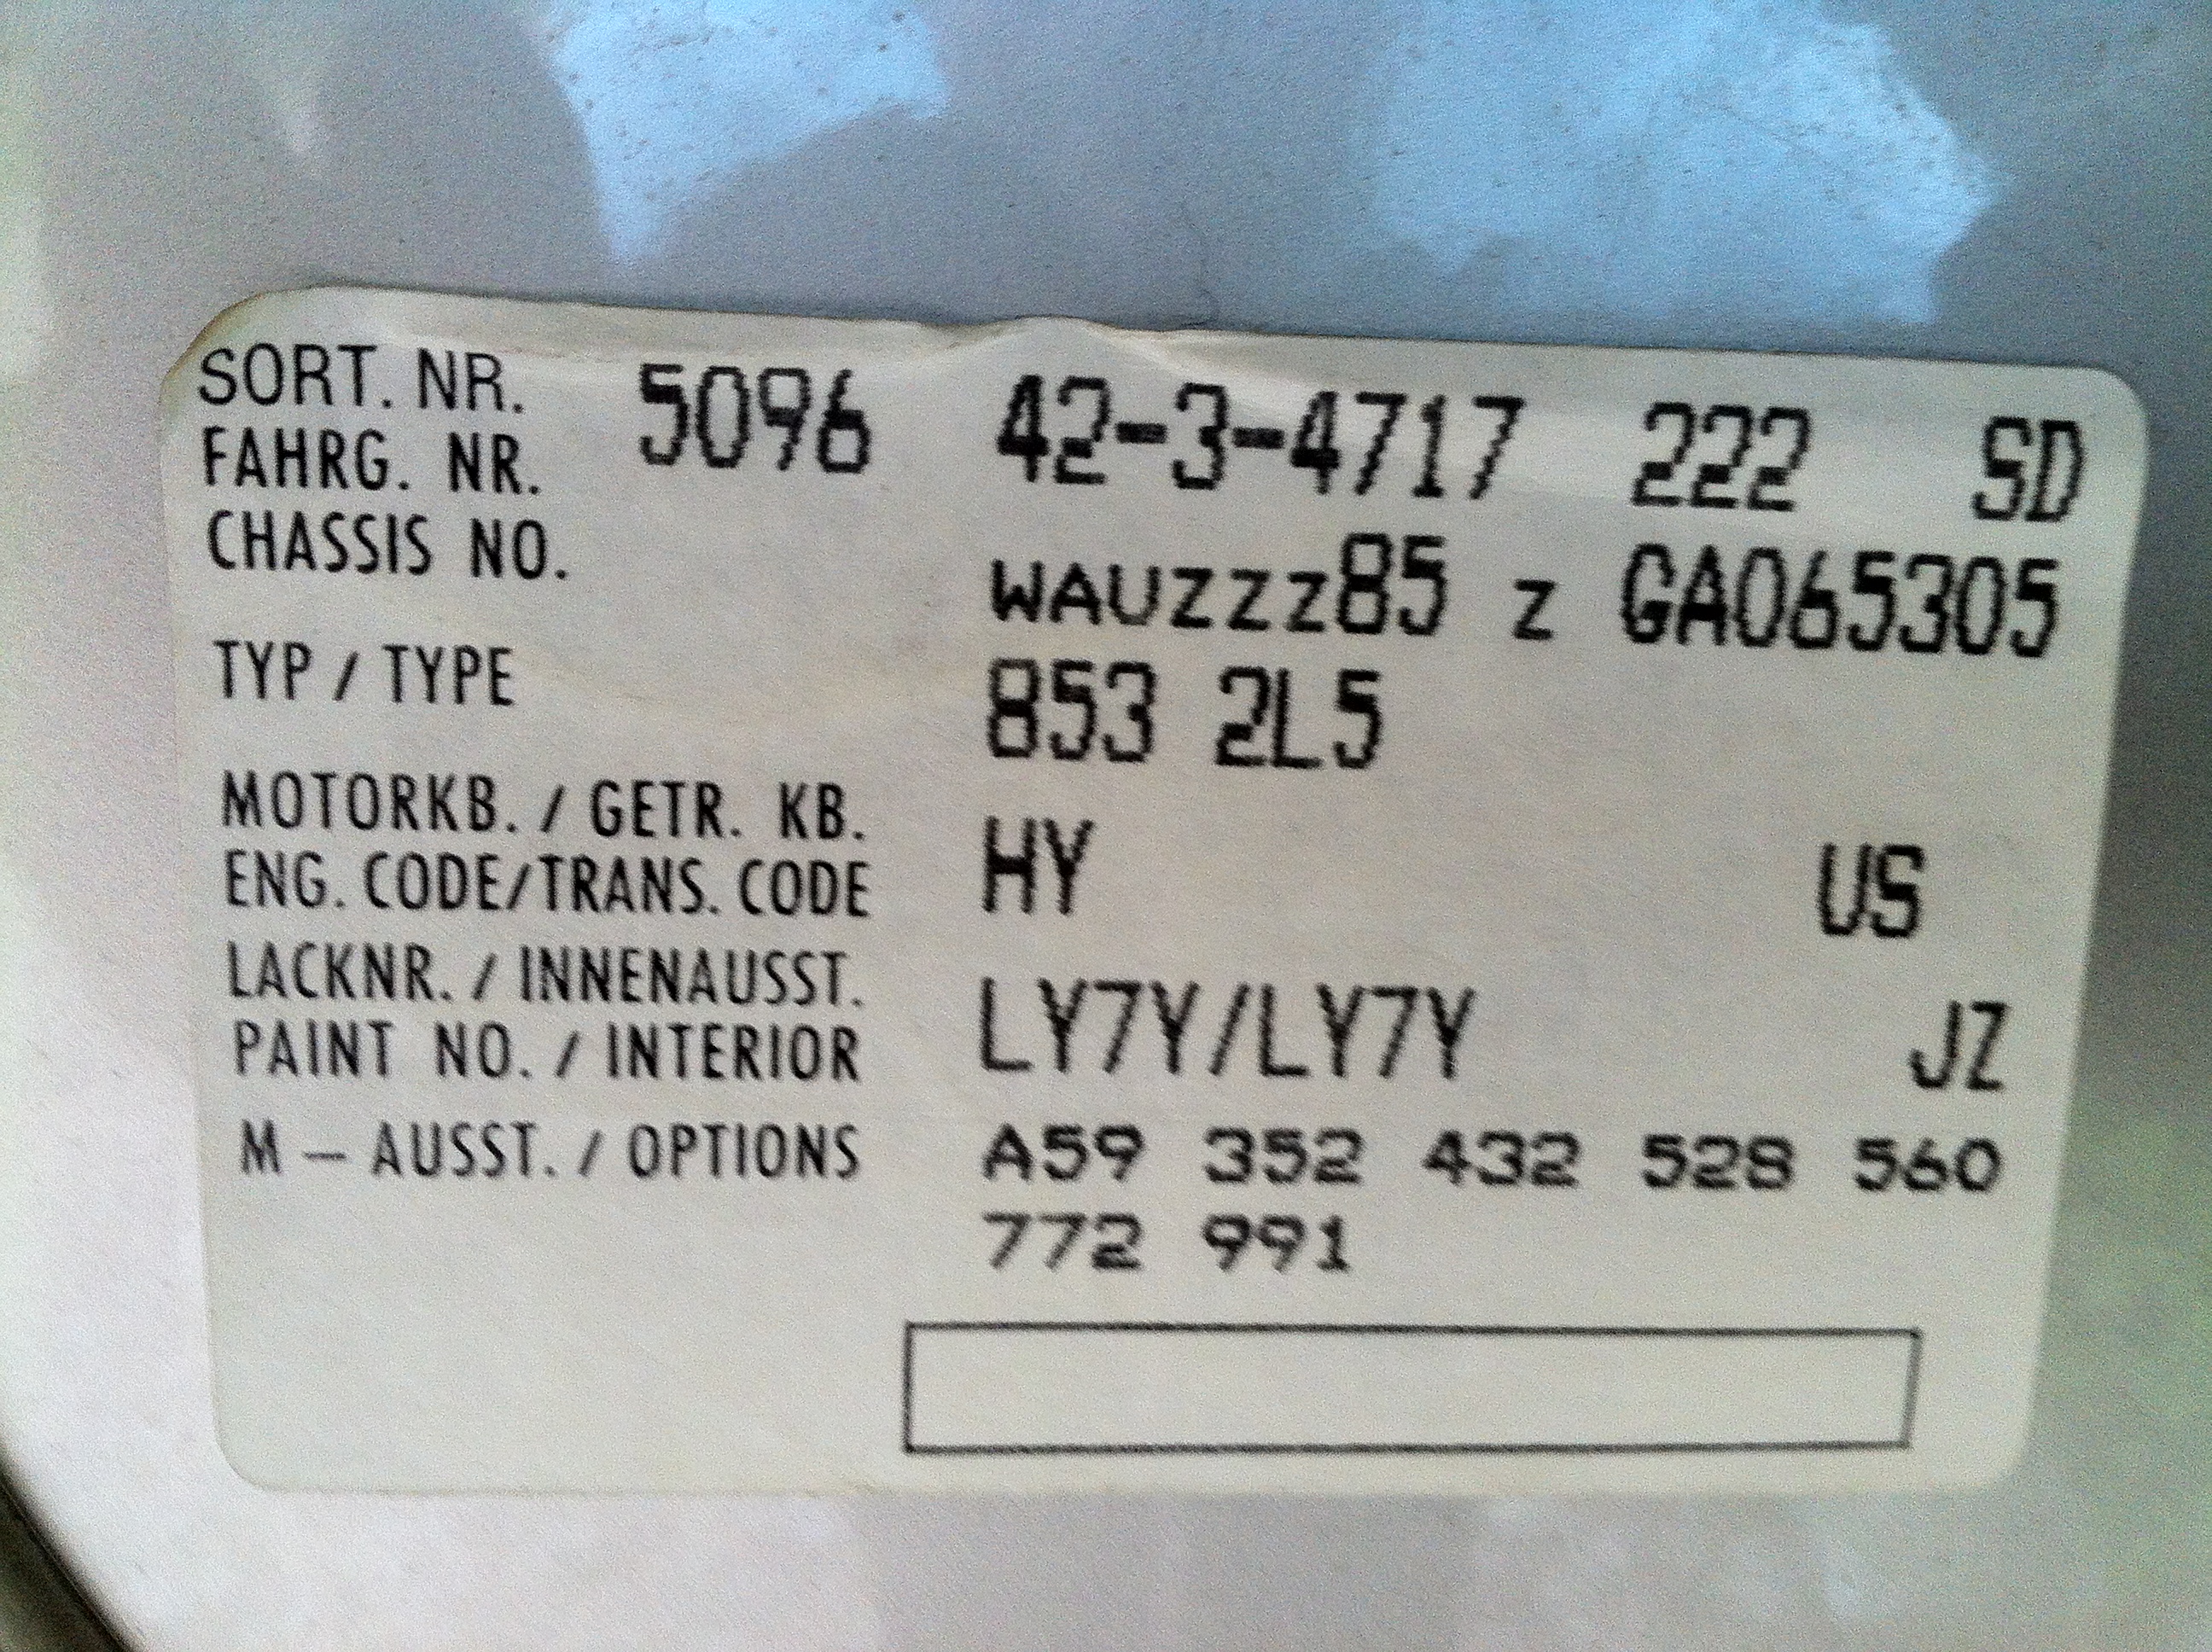 SORT. NR. 5096 42-3-4717 222 SD
FAHRG. NR.
CHASSIS NO. WAUZZZ85 Z GA065305
TYP / TYPE 853 2L5
MOTORKB. / GETR. KB.
ENG. CODE/TRANS. CODE HY US
LACKNR. / INNENAUSST.
PAINT NO. / INTERIOR LY7Y/LY7Y JZ
M – AUSST. / OPTIONS A59 352 432 528 560
772 991